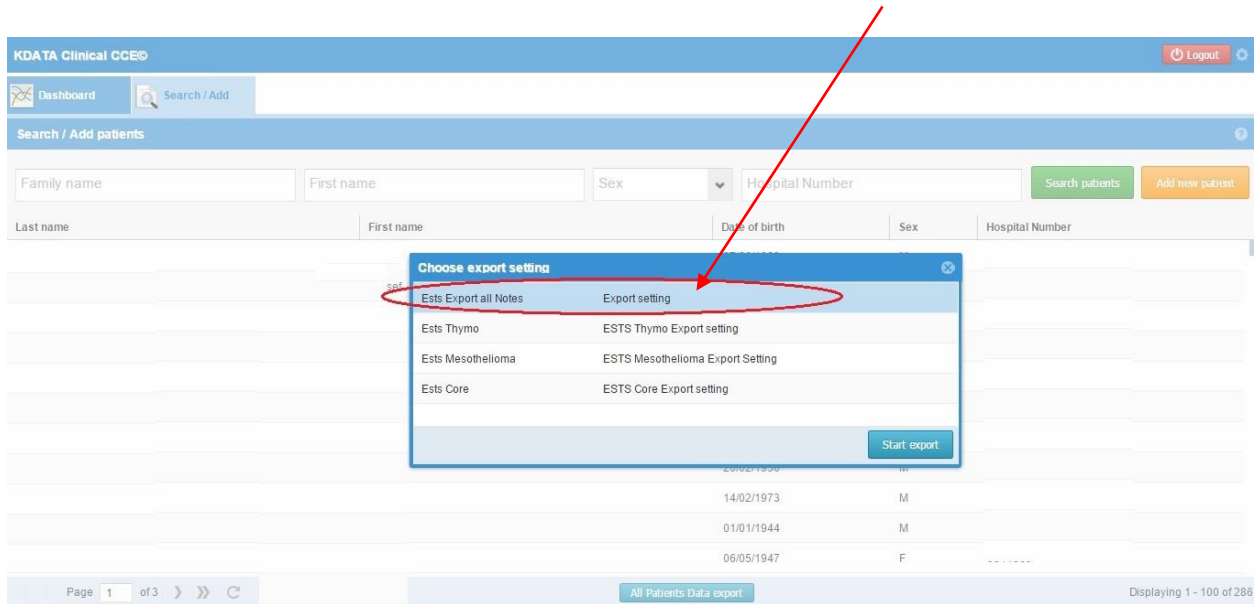 KDATA Clinical CCE©
Logout
Dashboard
Search / Add
Search / Add patients
Family name
First name
Sex
Hospital Number
Search patients
Add new patient
Last name
First name
Date of birth
Sex
Hospital Number
Choose export setting
sef
Ests Export all Notes
Export setting
Ests Thymo
ESTS Thymo Export setting
Ests Mesothelioma
ESTS Mesothelioma Export Setting
Ests Core
ESTS Core Export setting
Start export
14/02/1973
M
01/01/1944
M
06/05/1947
F
Page 1 of 3
All Patients Data export
Displaying 1 - 100 of 286